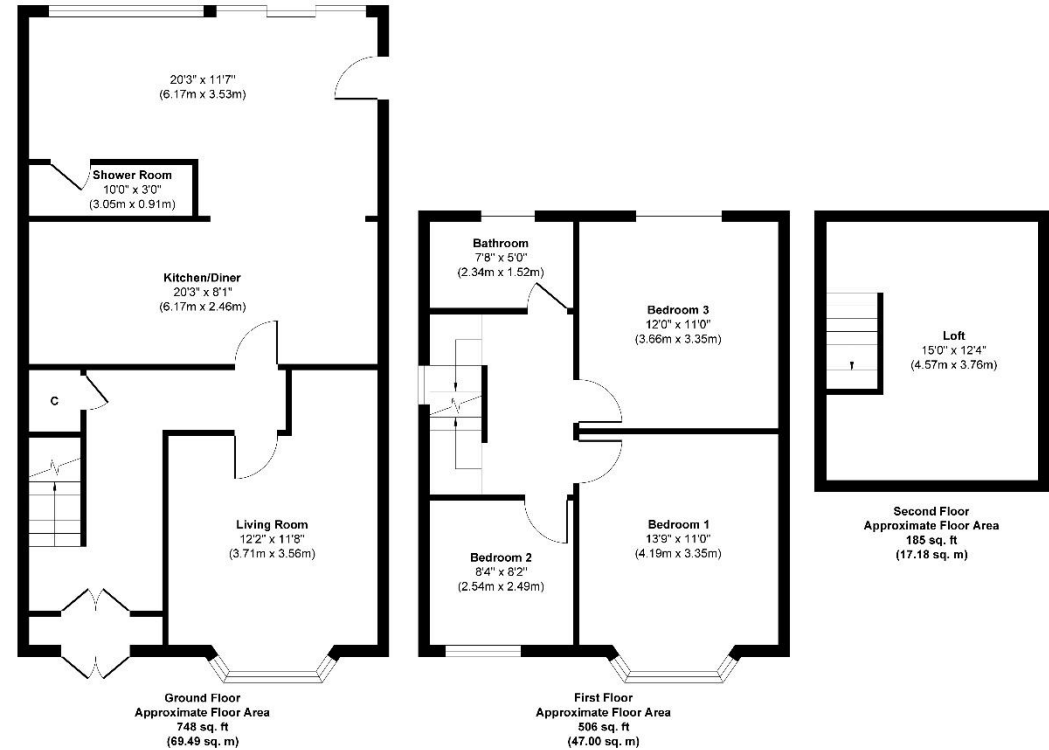 20'3" x 11'7"
(6.17m x 3.53m)
Shower Room
10'0" x 3'0"
(3.05m x 0.91m)
Kitchen/Diner
20'3" x 8'1"
(6.17m x 2.46m)
C
Living Room
12'2" x 11'8"
(3.71m x 3.56m)
Ground Floor
Approximate Floor Area
748 sq. ft
(69.49 sq. m)
Bathroom
7'8" x 5'0"
(2.34m x 1.52m)
Bedroom 3
12'0" x 11'0"
(3.66m x 3.35m)
Bedroom 2
8'4" x 8'2"
(2.54m x 2.49m)
Bedroom 1
13'9" x 11'0"
(4.19m x 3.35m)
First Floor
Approximate Floor Area
506 sq. ft
(47.00 sq. m)
Loft
15'0" x 12'4"
(4.57m x 3.76m)
Second Floor
Approximate Floor Area
185 sq. ft
(17.18 sq. m)